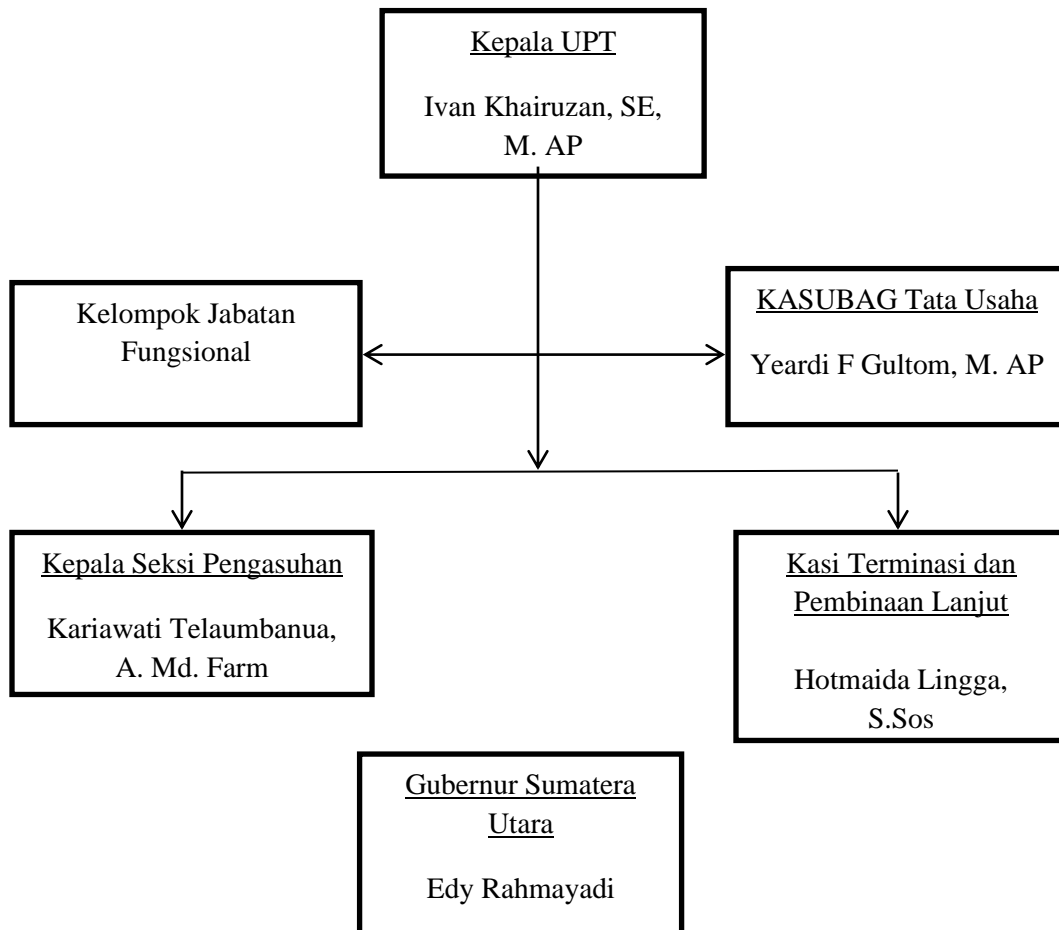 Kepala UPT
Ivan Khairuzan, SE,
M. AP
Kelompok Jabatan
Fungsional
KASUBAG Tata Usaha
Yeardi F Gultom, M. AP
Kepala Seksi Pengasuhan
Kariawati Telaumbanua,
A. Md. Farm
Kasi Terminasi dan
Pembinaan Lanjut
Hotmaida Lingga,
S.Sos
Gubernur Sumatera
Utara
Edy Rahmayadi